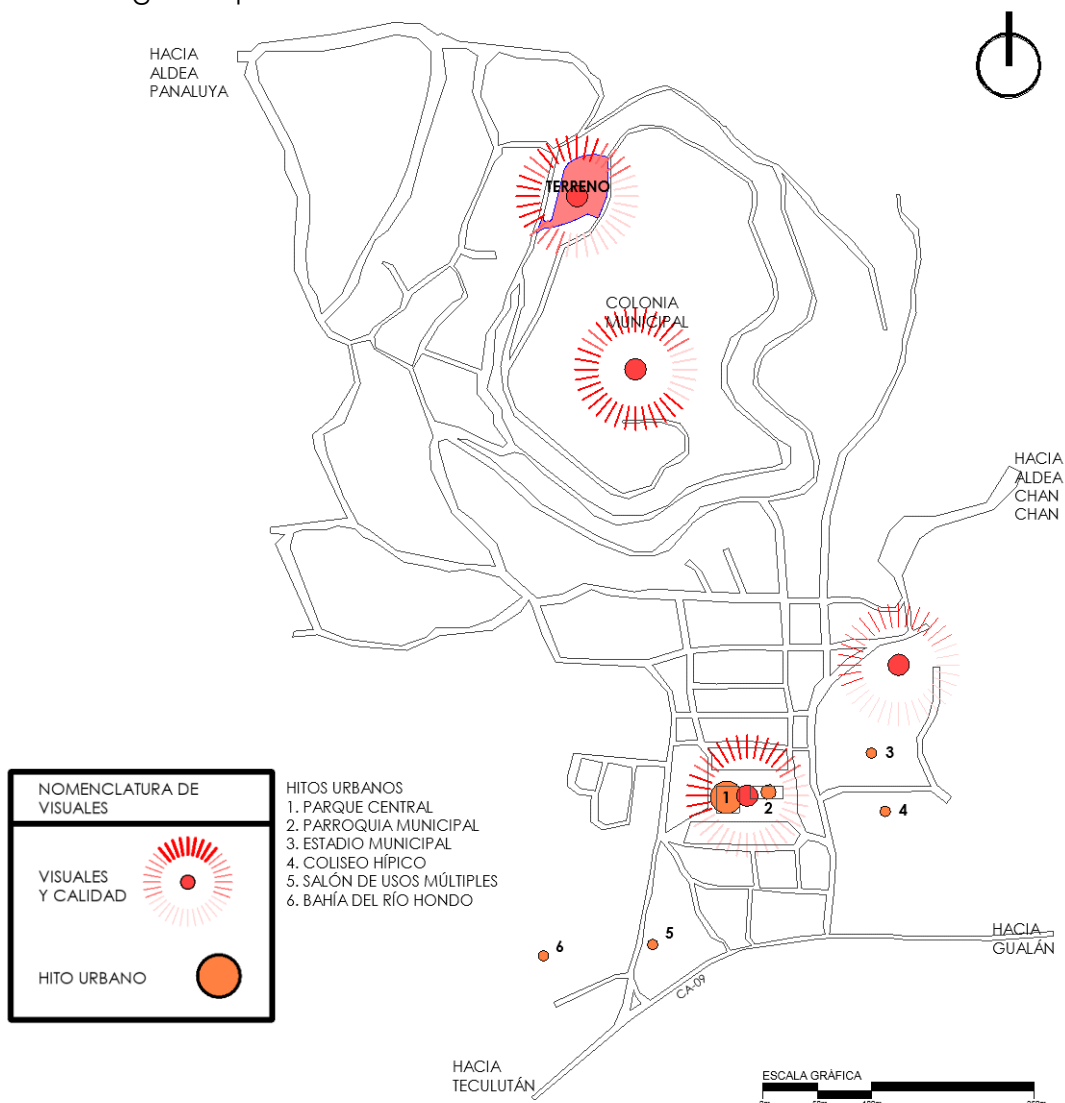 HACIA
ALDEA
PANALUYA
TERRENO
COLONIA
MUNICIPAL
HACIA
ALDEA
CHAN
CHAN
3
1
2
4
NOMENCLATURA DE
VISUALES
VISUALES
Y CALIDAD
HITO URBANO
HITOS URBANOS
1. PARQUE CENTRAL
2. PARROQUIA MUNICIPAL
3. ESTADIO MUNICIPAL
4. COLISEO HÍPICO
5. SALÓN DE USOS MÚLTIPLES
6. BAHÍA DEL RÍO HONDO
HACIA
GUALÁN
5
6
CA-09
HACIA
TECULUTÁN
ESCALA GRÀFICA